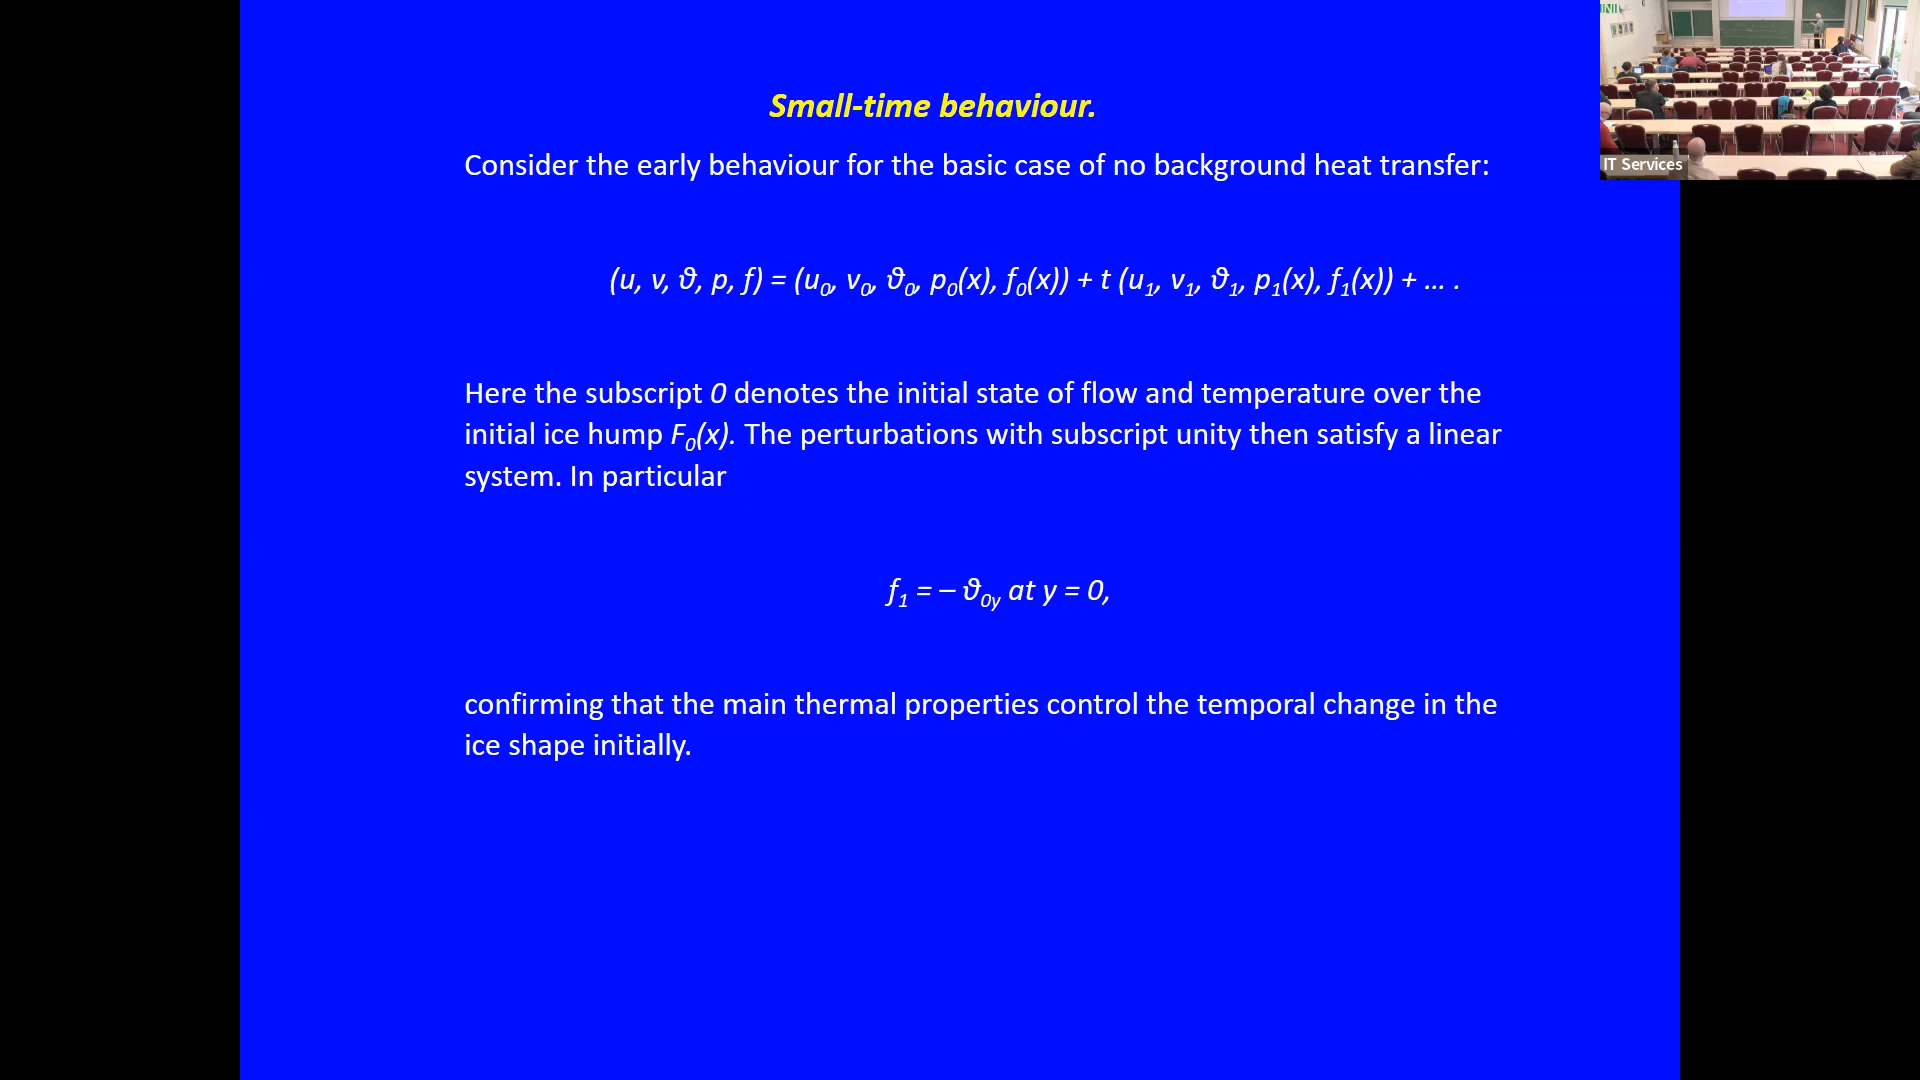 Small-time behaviour.
IT Services
Consider the early behaviour for the basic case of no background heat transfer:
(u, v, ϑ, p, f) = (u₀, v₀, ϑ₀, p₀(x), f₀(x)) + t (u₁, v₁, ϑ₁, p₁(x), f₁(x)) + ... .
Here the subscript 0 denotes the initial state of flow and temperature over the
initial ice hump F₀(x). The perturbations with subscript unity then satisfy a linear
system. In particular
f₁ = – ϑ₀y at y = 0,
confirming that the main thermal properties control the temporal change in the
ice shape initially.